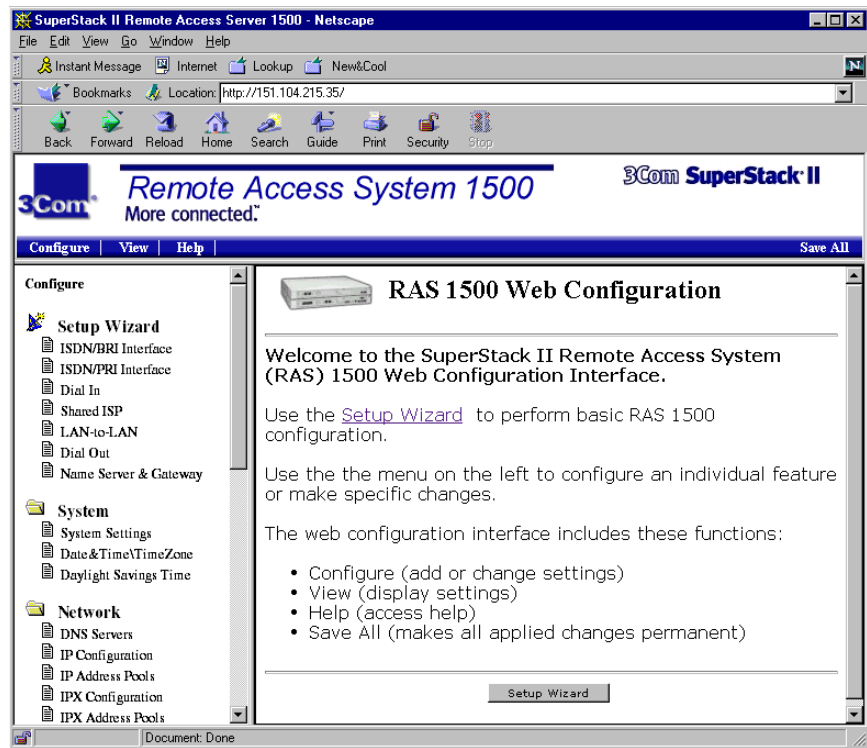 SuperStack II Remote Access Server 1500 - Netscape
File Edit View Go Window Help
Instant Message Internet Lookup New&Cool
Bookmarks Location: http://151.104.215.35/
Back Forward Reload Home Search Guide Print Security Stop
3Com
Remote Access System 1500
More connected.™
3Com SuperStack II
Configure | View | Help |
Save All
Configure
Setup Wizard
ISDN/BRI Interface
ISDN/PRI Interface
Dial In
Shared ISP
LAN-to-LAN
Dial Out
Name Server & Gateway
System
System Settings
Date&Time\TimeZone
Daylight Savings Time
Network
DNS Servers
IP Configuration
IP Address Pools
IPX Configuration
IPX Address Pools
RAS 1500 Web Configuration
Welcome to the SuperStack II Remote Access System
(RAS) 1500 Web Configuration Interface.
Use the Setup Wizard to perform basic RAS 1500
configuration.
Use the the menu on the left to configure an individual feature
or make specific changes.
The web configuration interface includes these functions:
• Configure (add or change settings)
• View (display settings)
• Help (access help)
• Save All (makes all applied changes permanent)
Setup Wizard
Document: Done